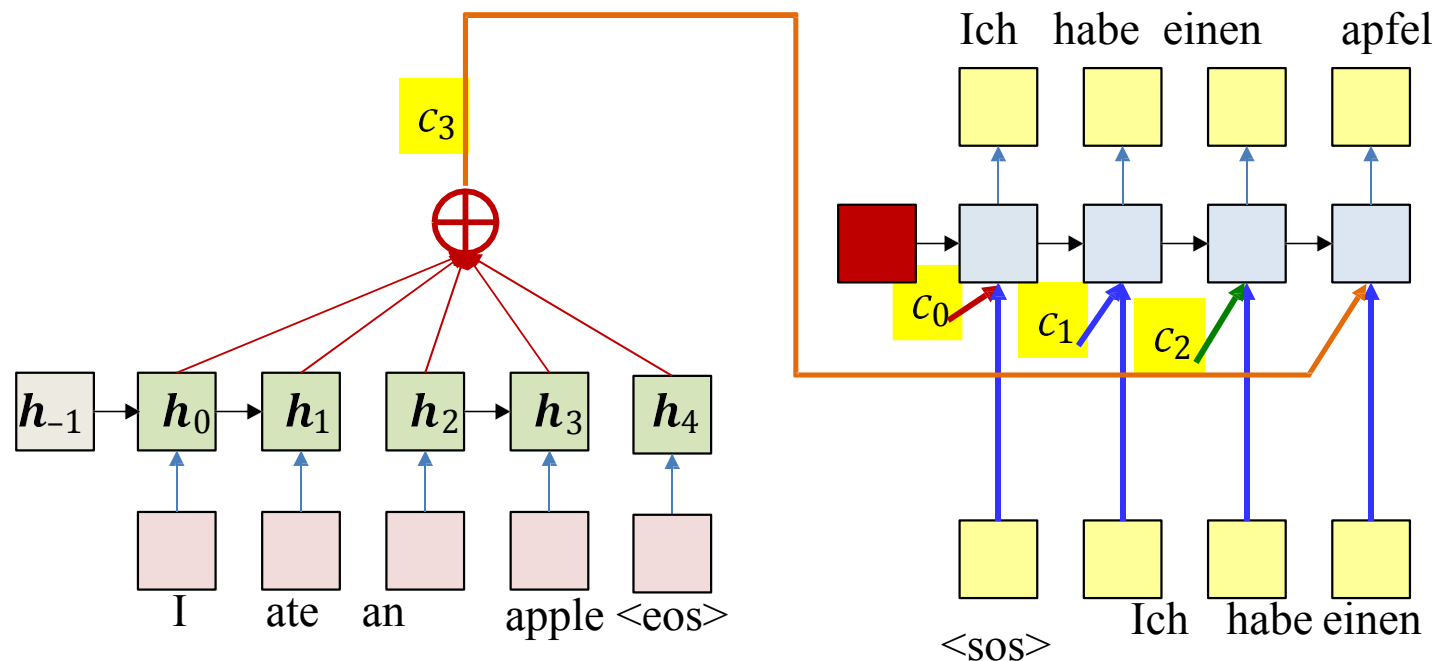 Ich habe einen apfel
c₃
c₀
c₁
c₂
h₋₁ h₀ h₁ h₂ h₃ h₄
I ate an apple <eos>
Ich habe einen
<sos>